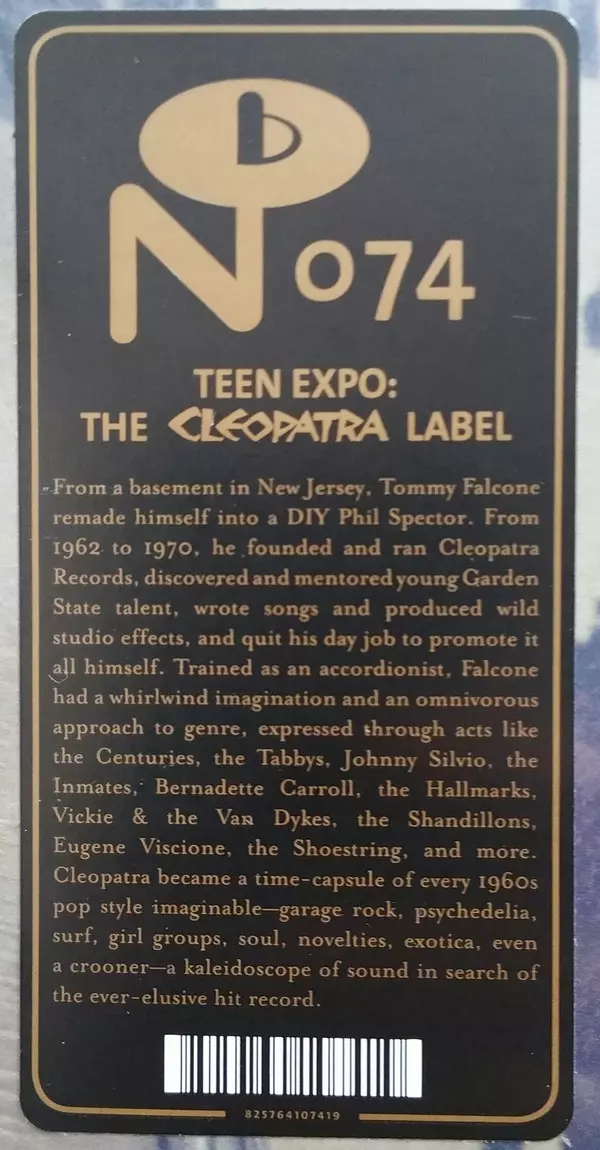 N 074
TEEN EXPO:
THE CLEOPATRA LABEL
From a basement in New Jersey, Tommy Falcone
remade himself into a DIY Phil Spector. From
1962 to 1970, he founded and ran Cleopatra
Records, discovered and mentored young Garden
State talent, wrote songs and produced wild
studio effects, and quit his day job to promote it
all himself. Trained as an accordionist, Falcone
had a whirlwind imagination and an omnivorous
approach to genre, expressed through acts like
the Centuries, the Tabbys, Johnny Silvio, the
Inmates, Bernadette Carroll, the Hallmarks,
Vickie & the Van Dykes, the Shandillons,
Eugene Viscione, the Shoestring, and more.
Cleopatra became a time-capsule of every 1960s
pop style imaginable—garage rock, psychedelia,
surf, girl groups, soul, novelties, exotica, even
a crooner—a kaleidoscope of sound in search of
the ever-elusive hit record.
825764107419